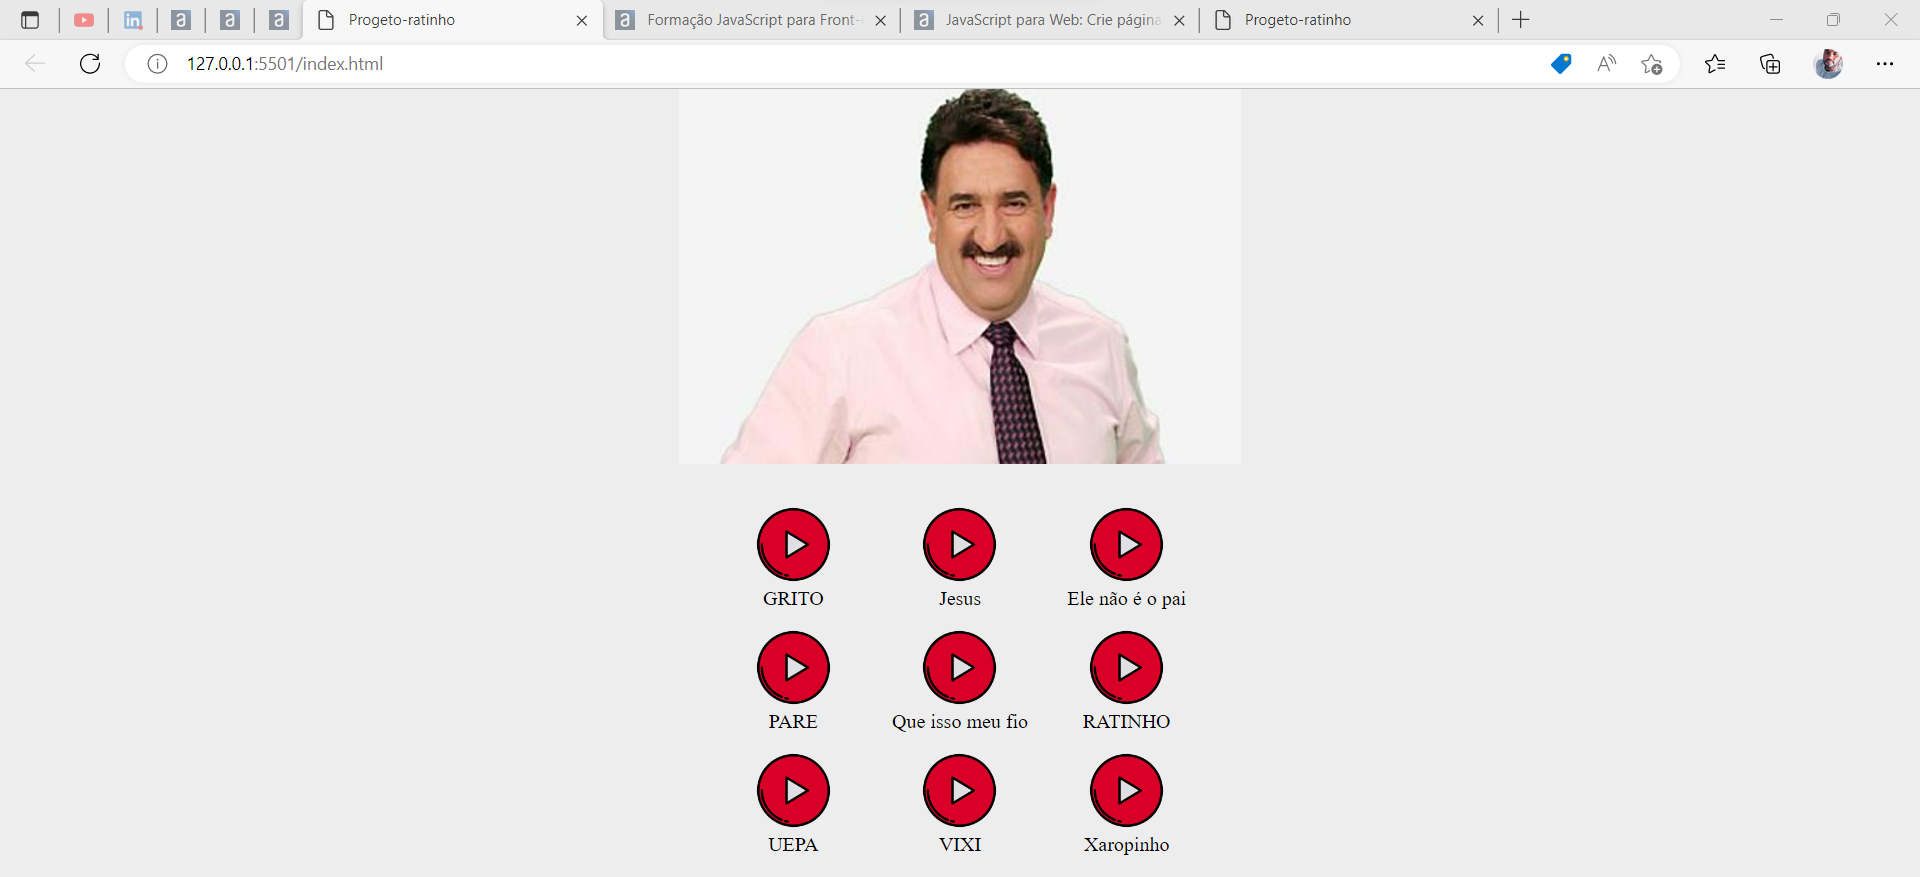 Progeto-ratinho
Formação JavaScript para Front-
JavaScript para Web: Crie página
Progeto-ratinho
127.0.0.1:5501/index.html
GRITO
Jesus
Ele não é o pai
PARE
Que isso meu fio
RATINHO
UEPA
VIXI
Xaropinho